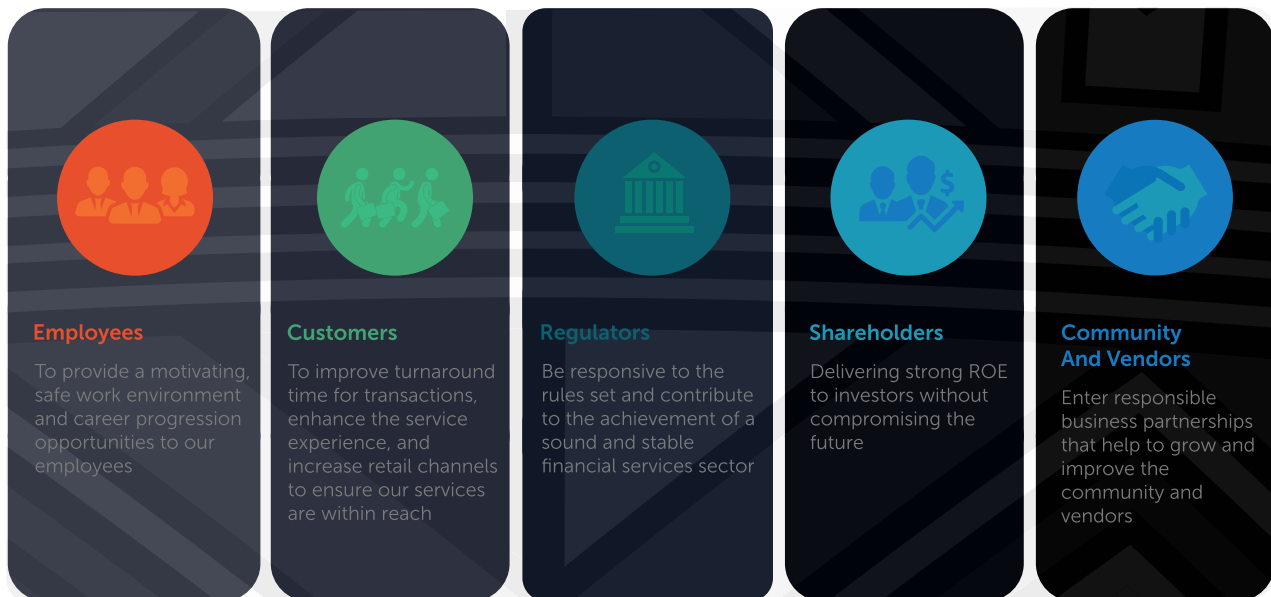 Employees
To provide a motivating,
safe work environment
and career progression
opportunities to our
employees
Customers
To improve turnaround
time for transactions,
enhance the service
experience, and
increase retail channels
to ensure our services
are within reach
Regulators
Be responsive to the
rules set and contribute
to the achievement of a
sound and stable
financial services sector
$
Shareholders
Delivering strong ROE
to investors without
compromising the
future
Community
And Vendors
Enter responsible
business partnerships
that help to grow and
improve the
community and
vendors